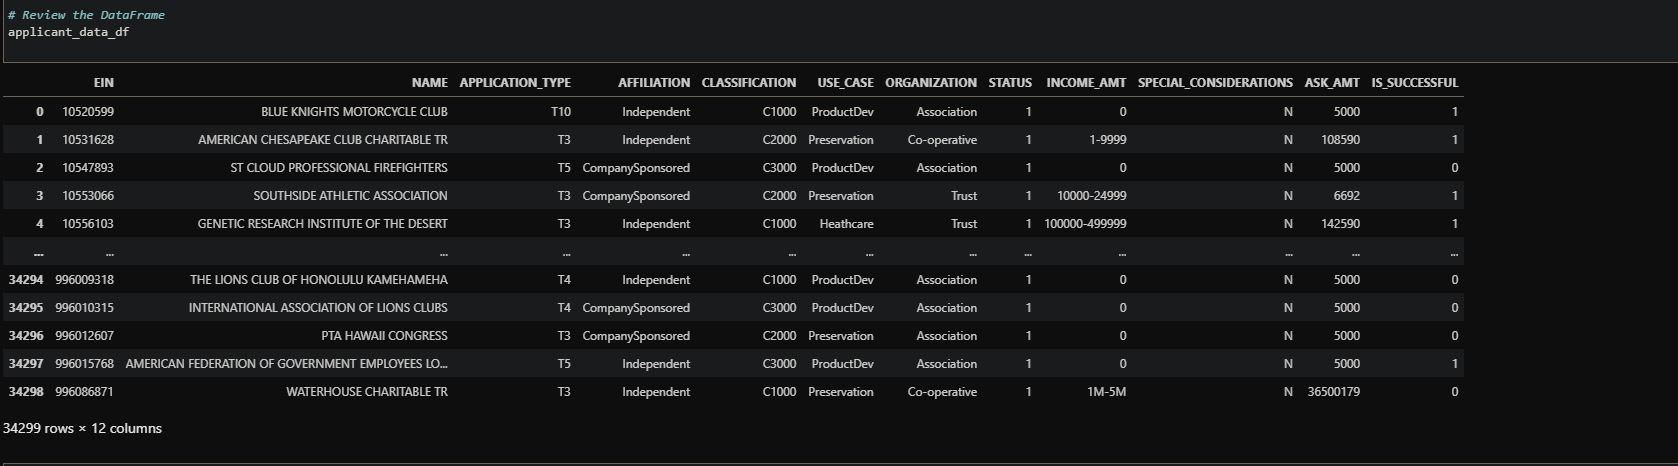 # Review the DataFrame
applicant_data_df
EIN NAME APPLICATION_TYPE AFFILIATION CLASSIFICATION USE_CASE ORGANIZATION STATUS INCOME_AMT SPECIAL_CONSIDERATIONS ASK_AMT IS_SUCCESSFUL
0 10520599 BLUE KNIGHTS MOTORCYCLE CLUB T10 Independent C1000 ProductDev Association 1 0 N 5000 1
1 10531628 AMERICAN CHESAPEAKE CLUB CHARITABLE TR T3 Independent C2000 Preservation Co-operative 1 1-9999 N 108590 1
2 10547893 ST CLOUD PROFESSIONAL FIREFIGHTERS T5 CompanySponsored C3000 ProductDev Association 1 0 N 5000 0
3 10553066 SOUTHSIDE ATHLETIC ASSOCIATION T3 CompanySponsored C2000 Preservation Trust 1 10000-24999 N 6692 1
4 10556103 GENETIC RESEARCH INSTITUTE OF THE DESERT T3 Independent C1000 Heathcare Trust 1 100000-499999 N 142590 1
... ... ... ... ... ... ... ... ... ... ... ... ...
34294 996009318 THE LIONS CLUB OF HONOLULU KAMEHAMEHA T4 Independent C1000 ProductDev Association 1 0 N 5000 0
34295 996010315 INTERNATIONAL ASSOCIATION OF LIONS CLUBS T4 CompanySponsored C3000 ProductDev Association 1 0 N 5000 0
34296 996012607 PTA HAWAII CONGRESS T3 CompanySponsored C2000 Preservation Association 1 0 N 5000 0
34297 996015768 AMERICAN FEDERATION OF GOVERNMENT EMPLOYEES LO... T5 Independent C3000 ProductDev Association 1 0 N 5000 1
34298 996086871 WATERHOUSE CHARITABLE TR T3 Independent C1000 Preservation Co-operative 1 1M-5M N 36500179 0
34299 rows × 12 columns